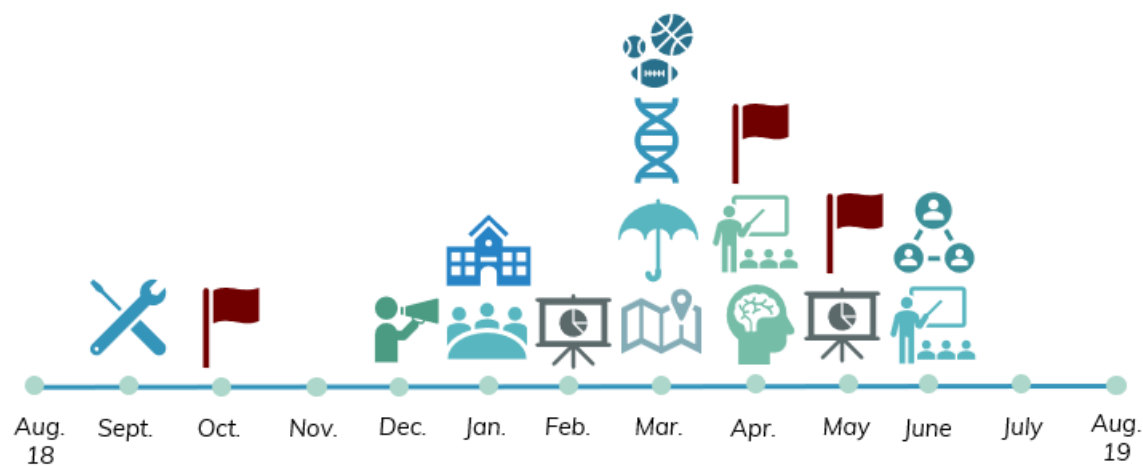 Aug.
18
Sept.
Oct.
Nov.
Dec.
Jan.
Feb.
Mar.
Apr.
May
June
July
Aug.
19